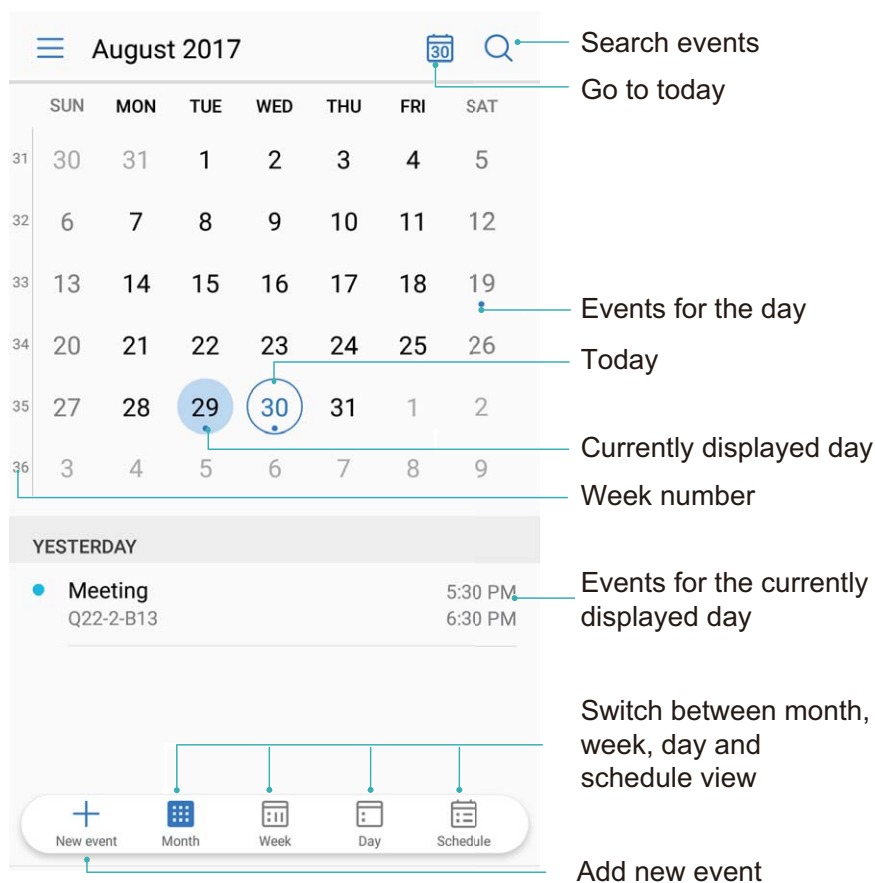 August 2017 30 Search events
Go to today
SUN MON TUE WED THU FRI SAT
31 30 31 1 2 3 4 5
32 6 7 8 9 10 11 12
33 13 14 15 16 17 18 19
Events for the day
34 20 21 22 23 24 25 26
Today
35 27 28 29 30 31 1 2
Currently displayed day
36 3 4 5 6 7 8 9
Week number
YESTERDAY
Meeting 5:30 PM
Q22-2-B13 6:30 PM
Events for the currently
displayed day
Switch between month,
week, day and
schedule view
New event Month Week Day Schedule
Add new event